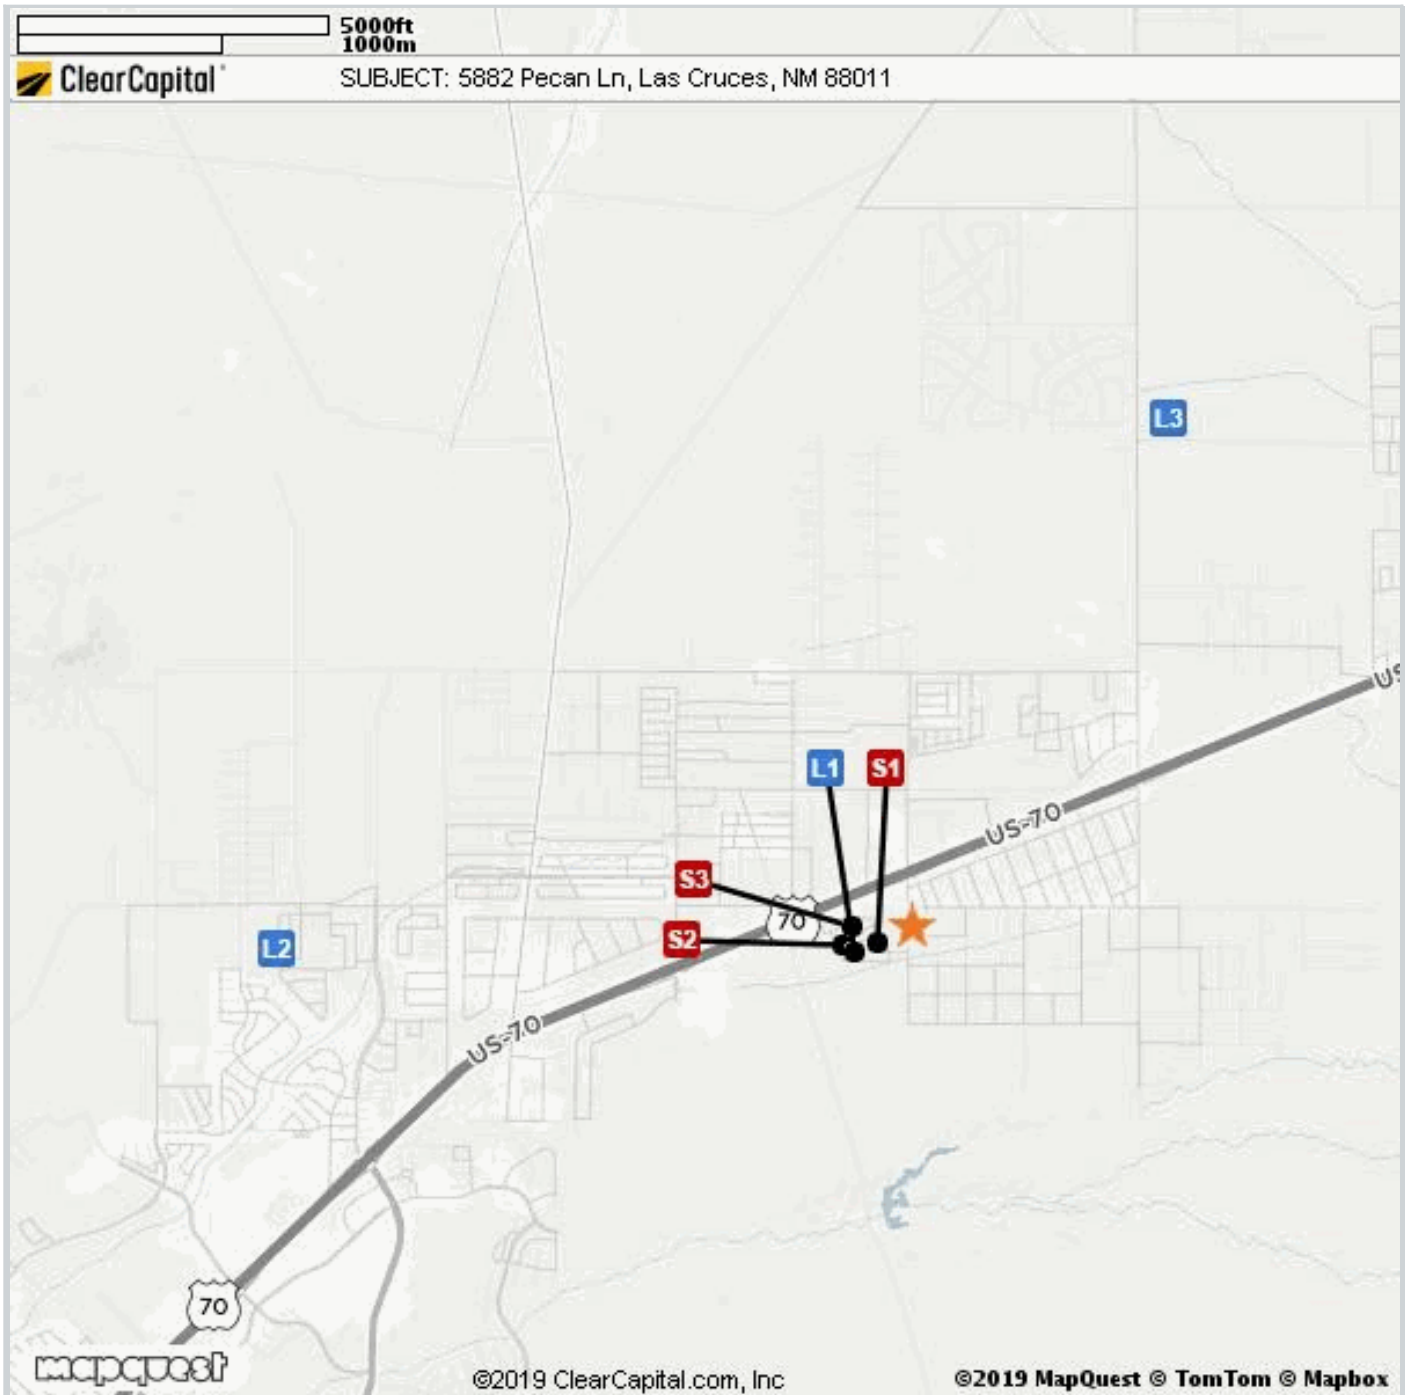 5000ft
1000m
ClearCapital
SUBJECT: 5882 Pecan Ln, Las Cruces, NM 88011
L3
US
L1
S1
US-70
S3
70
S2
L2
US-70
70
mapquest
©2019 ClearCapital.com, Inc
©2019 MapQuest © TomTom © Mapbox